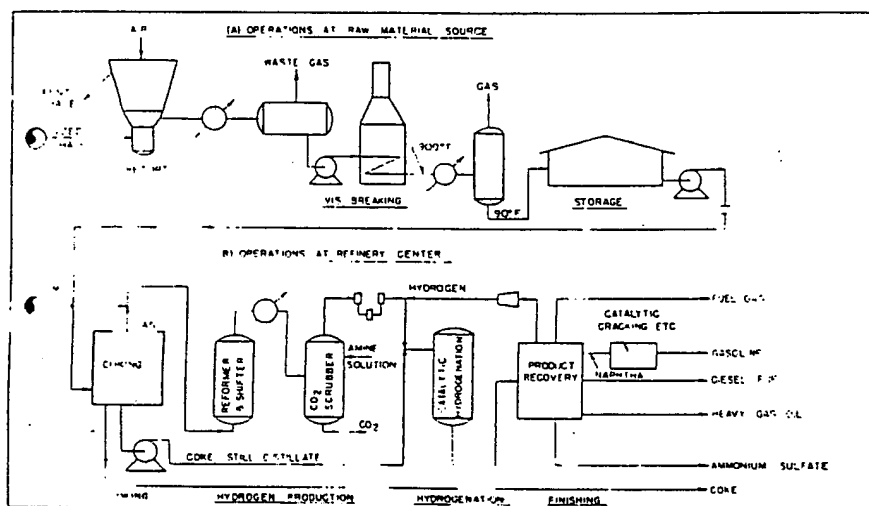 (A) OPERATIONS AT RAW MATERIAL SOURCE
WASTE GAS
GAS
900°F
VIS BREAKING
90°F
STORAGE
B) OPERATIONS AT REFINERY CENTER
HYDROGEN
FUEL GAS
CATALYTIC
CRACKING ETC
AMINE
SOLUTION
REFORMER
& SHIFTER
CO2
SCRUBBER
CATALYTIC
HYDROGENATION
PRODUCT
RECOVERY
NAPHTHA
CO2
COKE STILL DISTILLATE
HEAVY GAS OIL
AMMONIUM SULFATE
COKE
HYDROGEN PRODUCTION
HYDROGENATION
FINISHING